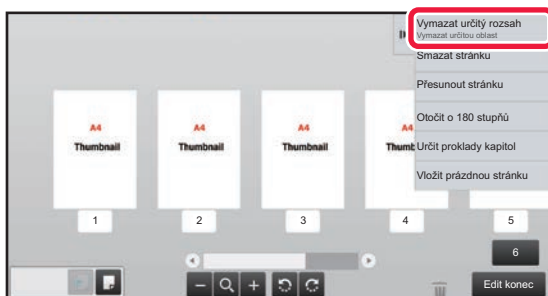 Vymazat určitý rozsah
Vymazat určitou oblast
Smazat stránku
Přesunout stránku
Otočit o 180 stupňů
Určit proklady kapitol
Vložit prázdnou stránku
A4
Thumbnail
A4
Thumbnail
A4
Thumbnail
A4
Thumb
1
2
3
4
5
6
Edit konec